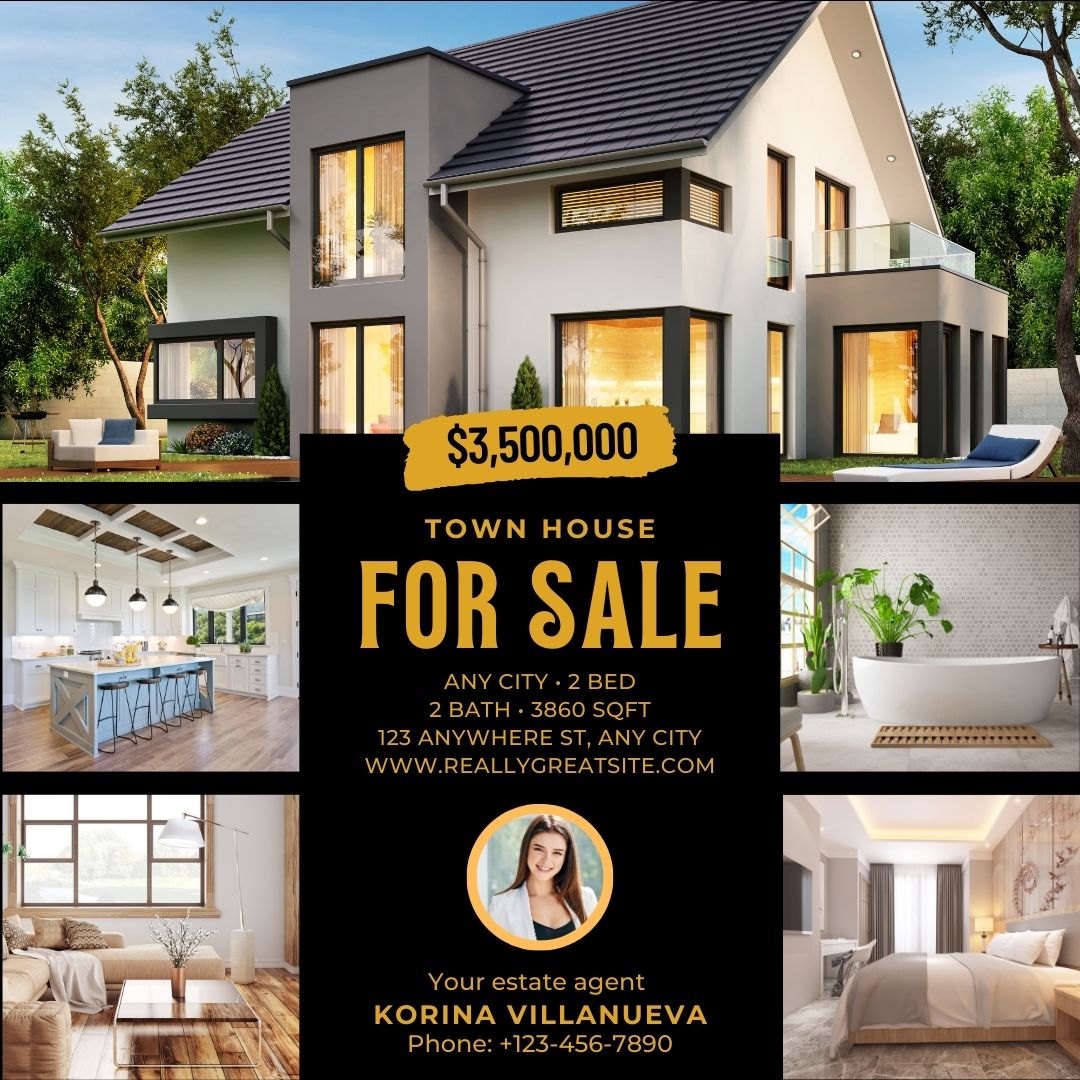 $3,500,000
TOWN HOUSE
FOR SALE
ANY CITY • 2 BED
2 BATH • 3860 SQFT
123 ANYWHERE ST, ANY CITY
WWW.REALLYGREATSITE.COM
Your estate agent
KORINA VILLANUEVA
Phone: +123-456-7890